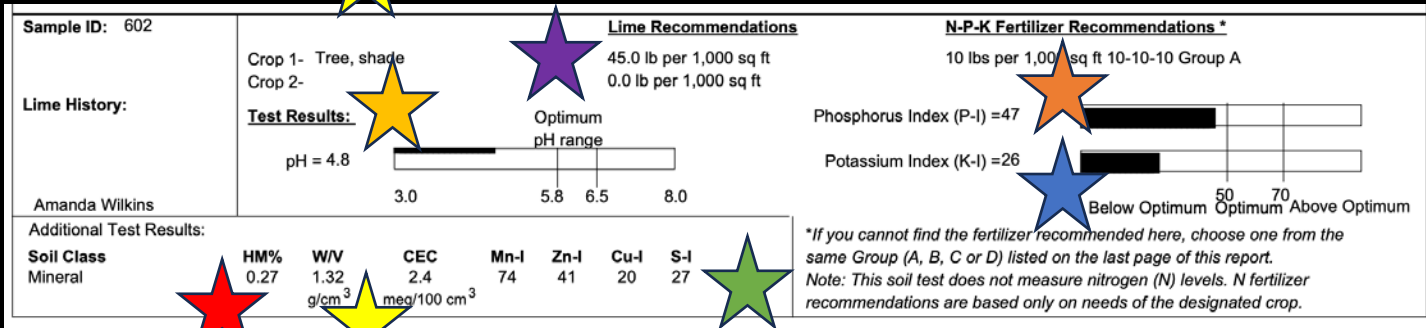 Sample ID: 602
Lime Recommendations
N-P-K Fertilizer Recommendations *
Crop 1- Tree, shade
45.0 lb per 1,000 sq ft
10 lbs per 1,000 sq ft 10-10-10 Group A
Crop 2-
0.0 lb per 1,000 sq ft
Lime History:
Test Results:
Optimum
pH range
Phosphorus Index (P-I) =47
pH = 4.8
Potassium Index (K-I) =26
3.0 5.8 6.5 8.0
50 70
Below Optimum Optimum Above Optimum
Amanda Wilkins
Additional Test Results:
Soil Class HM% W/V CEC Mn-I Zn-I Cu-I S-I
Mineral 0.27 1.32 2.4 74 41 20 27
g/cm3 meq/100 cm3
*If you cannot find the fertilizer recommended here, choose one from the
same Group (A, B, C or D) listed on the last page of this report.
Note: This soil test does not measure nitrogen (N) levels. N fertilizer
recommendations are based only on needs of the designated crop.